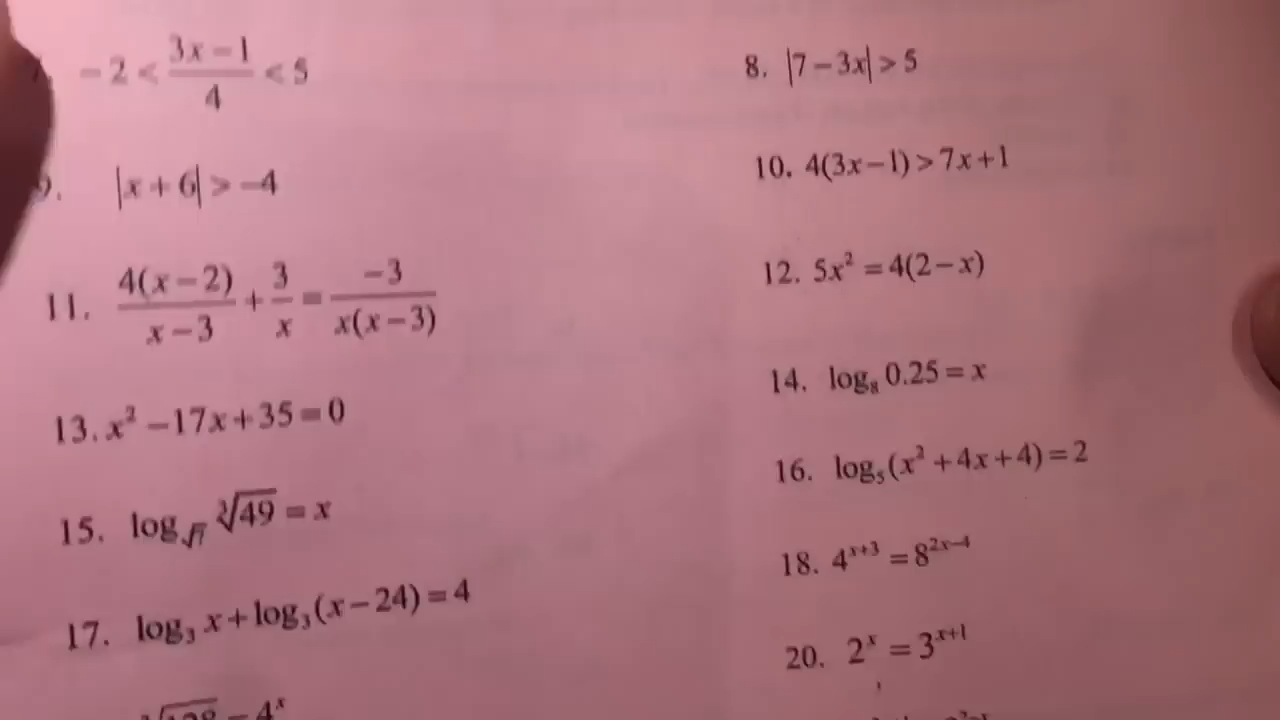 -2 < (3x-1)/4 < 5
8. |7-3x| > 5
9. |x+6| > -4
10. 4(3x-1) > 7x+1
11. 4(x-2)/(x-3) + 3/x = -3/(x(x-3))
12. 5x² = 4(2-x)
13. x² -17x+35=0
14. log₈ 0.25 = x
15. log_√7 ∛49 = x
16. log₅(x² +4x+4) = 2
17. log₃ x + log₃(x-24) = 4
18. 4^(x+3) = 8^(2x-4)
20. 2^x = 3^(x+1)
= 4^x